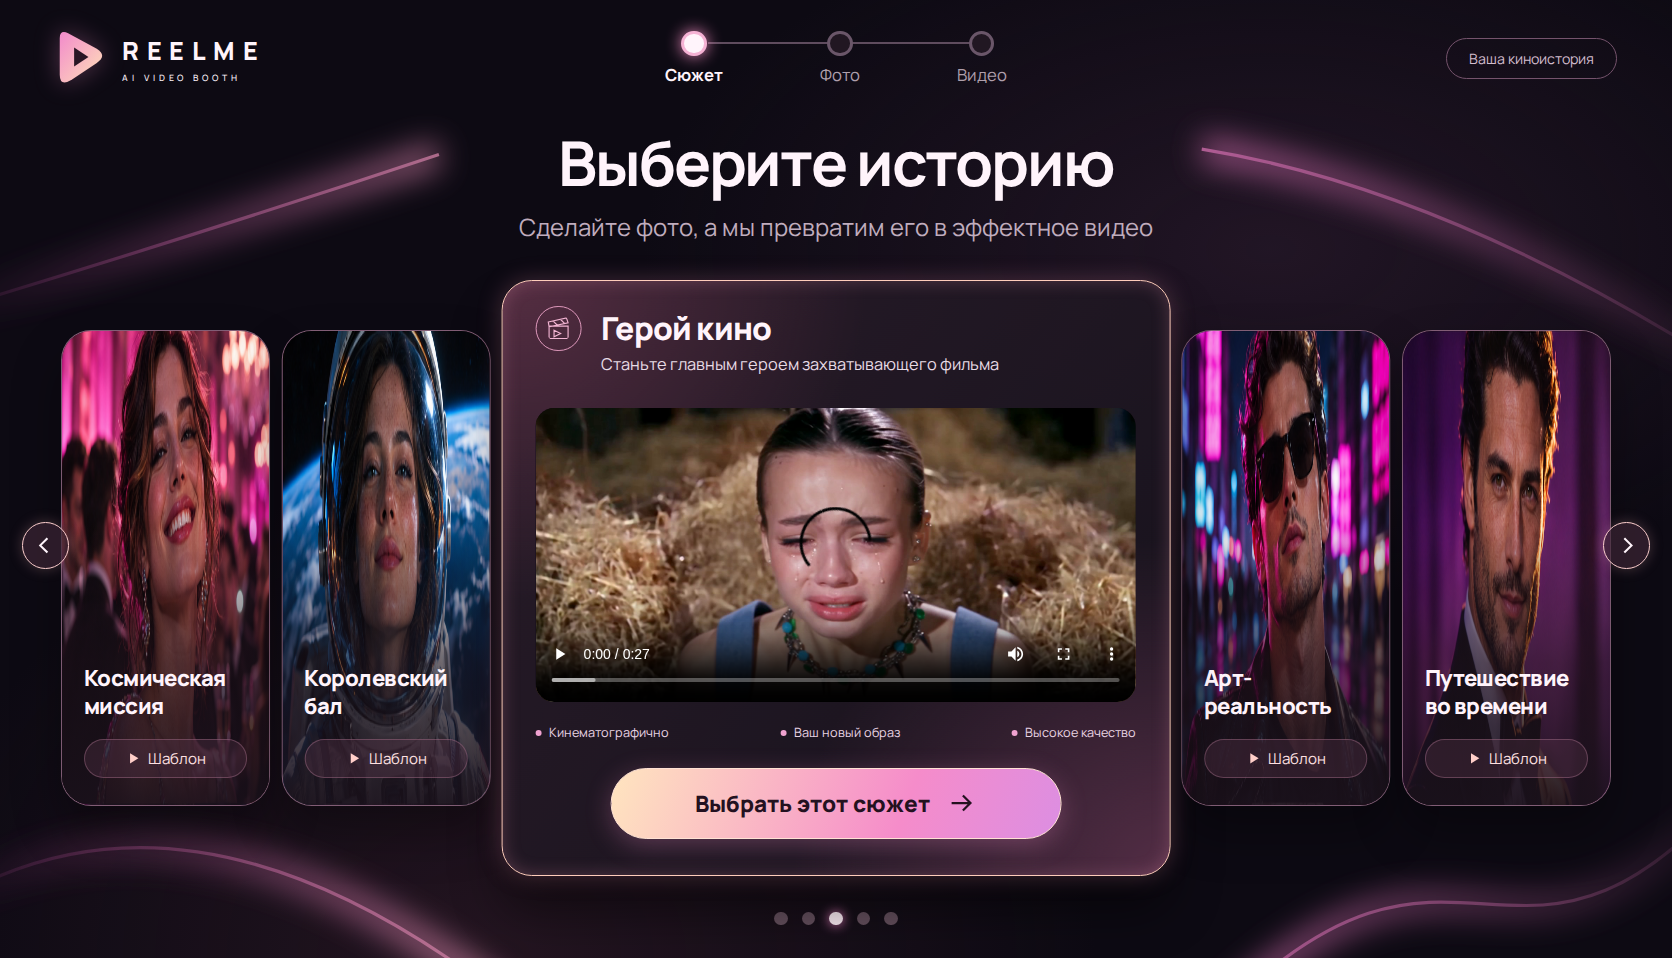 REELME
AI VIDEO BOOTH
Сюжет
Фото
Видео
Ваша киноистория
Выберите историю
Сделайте фото, а мы превратим его в эффектное видео
Герой кино
Станьте главным героем захватывающего фильма
0:00 / 0:27
Кинематографично
Ваш новый образ
Высокое качество
Выбрать этот сюжет
Космическая
миссия
Шаблон
Королевский
бал
Шаблон
Арт-
реальность
Шаблон
Путешествие
во времени
Шаблон